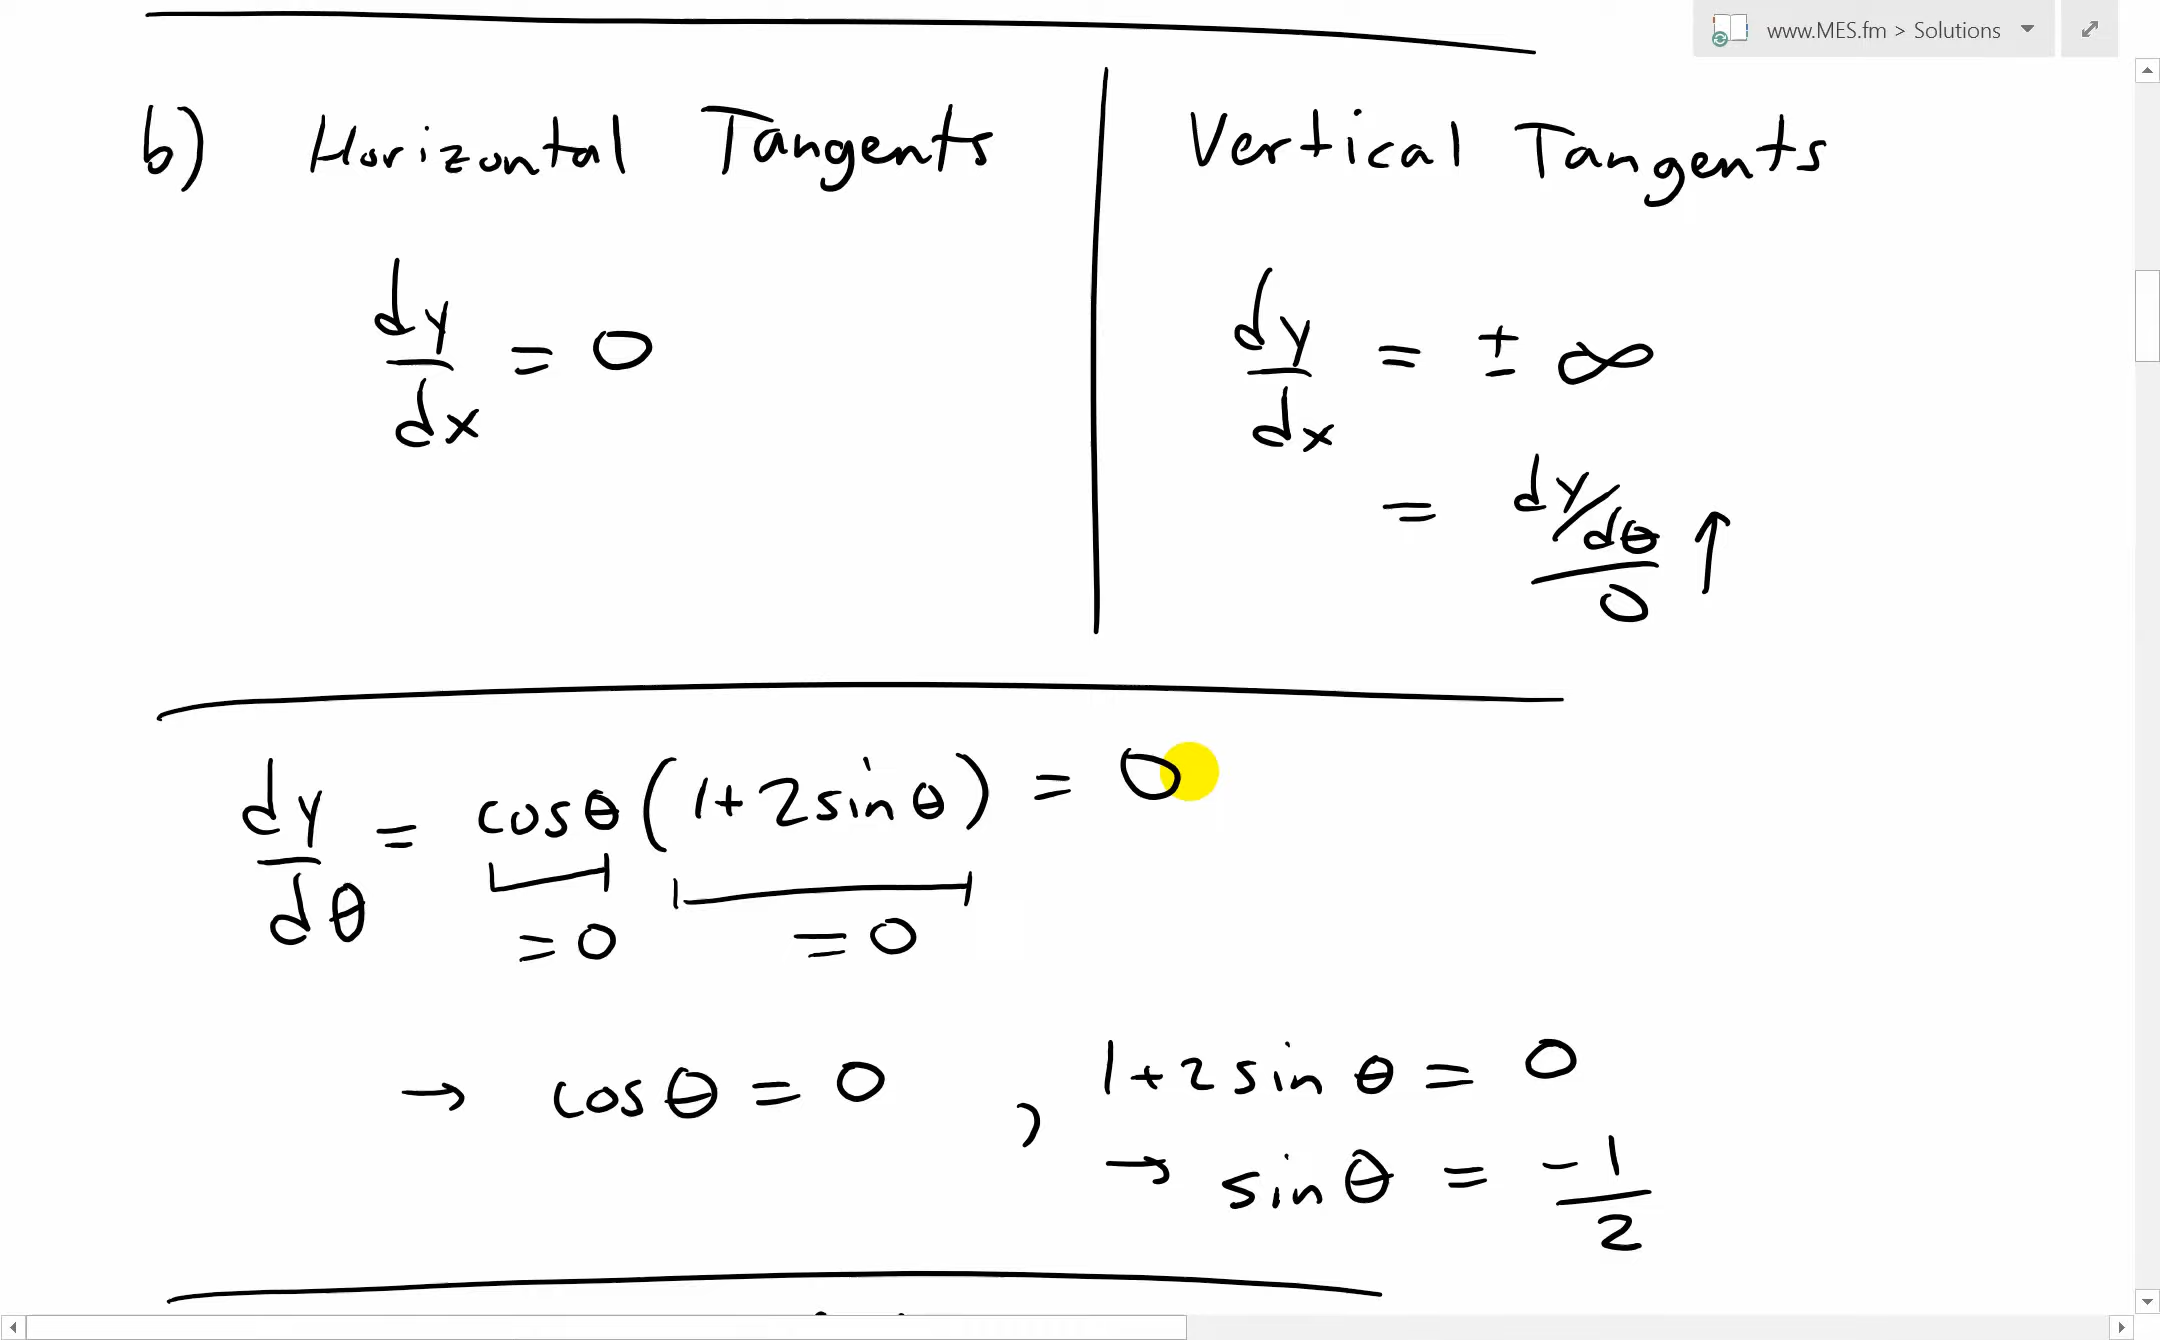 www.MES.fm > Solutions
b) Horizontal Tangents
dy/dx = 0
Vertical Tangents
dy/dx = ± ∞
= dy/dθ / 0 ↑
dy/dθ = cosθ (1+2sinθ) = 0
=0 =0
→ cosθ = 0 , 1+2sinθ = 0
→ sinθ = -1/2